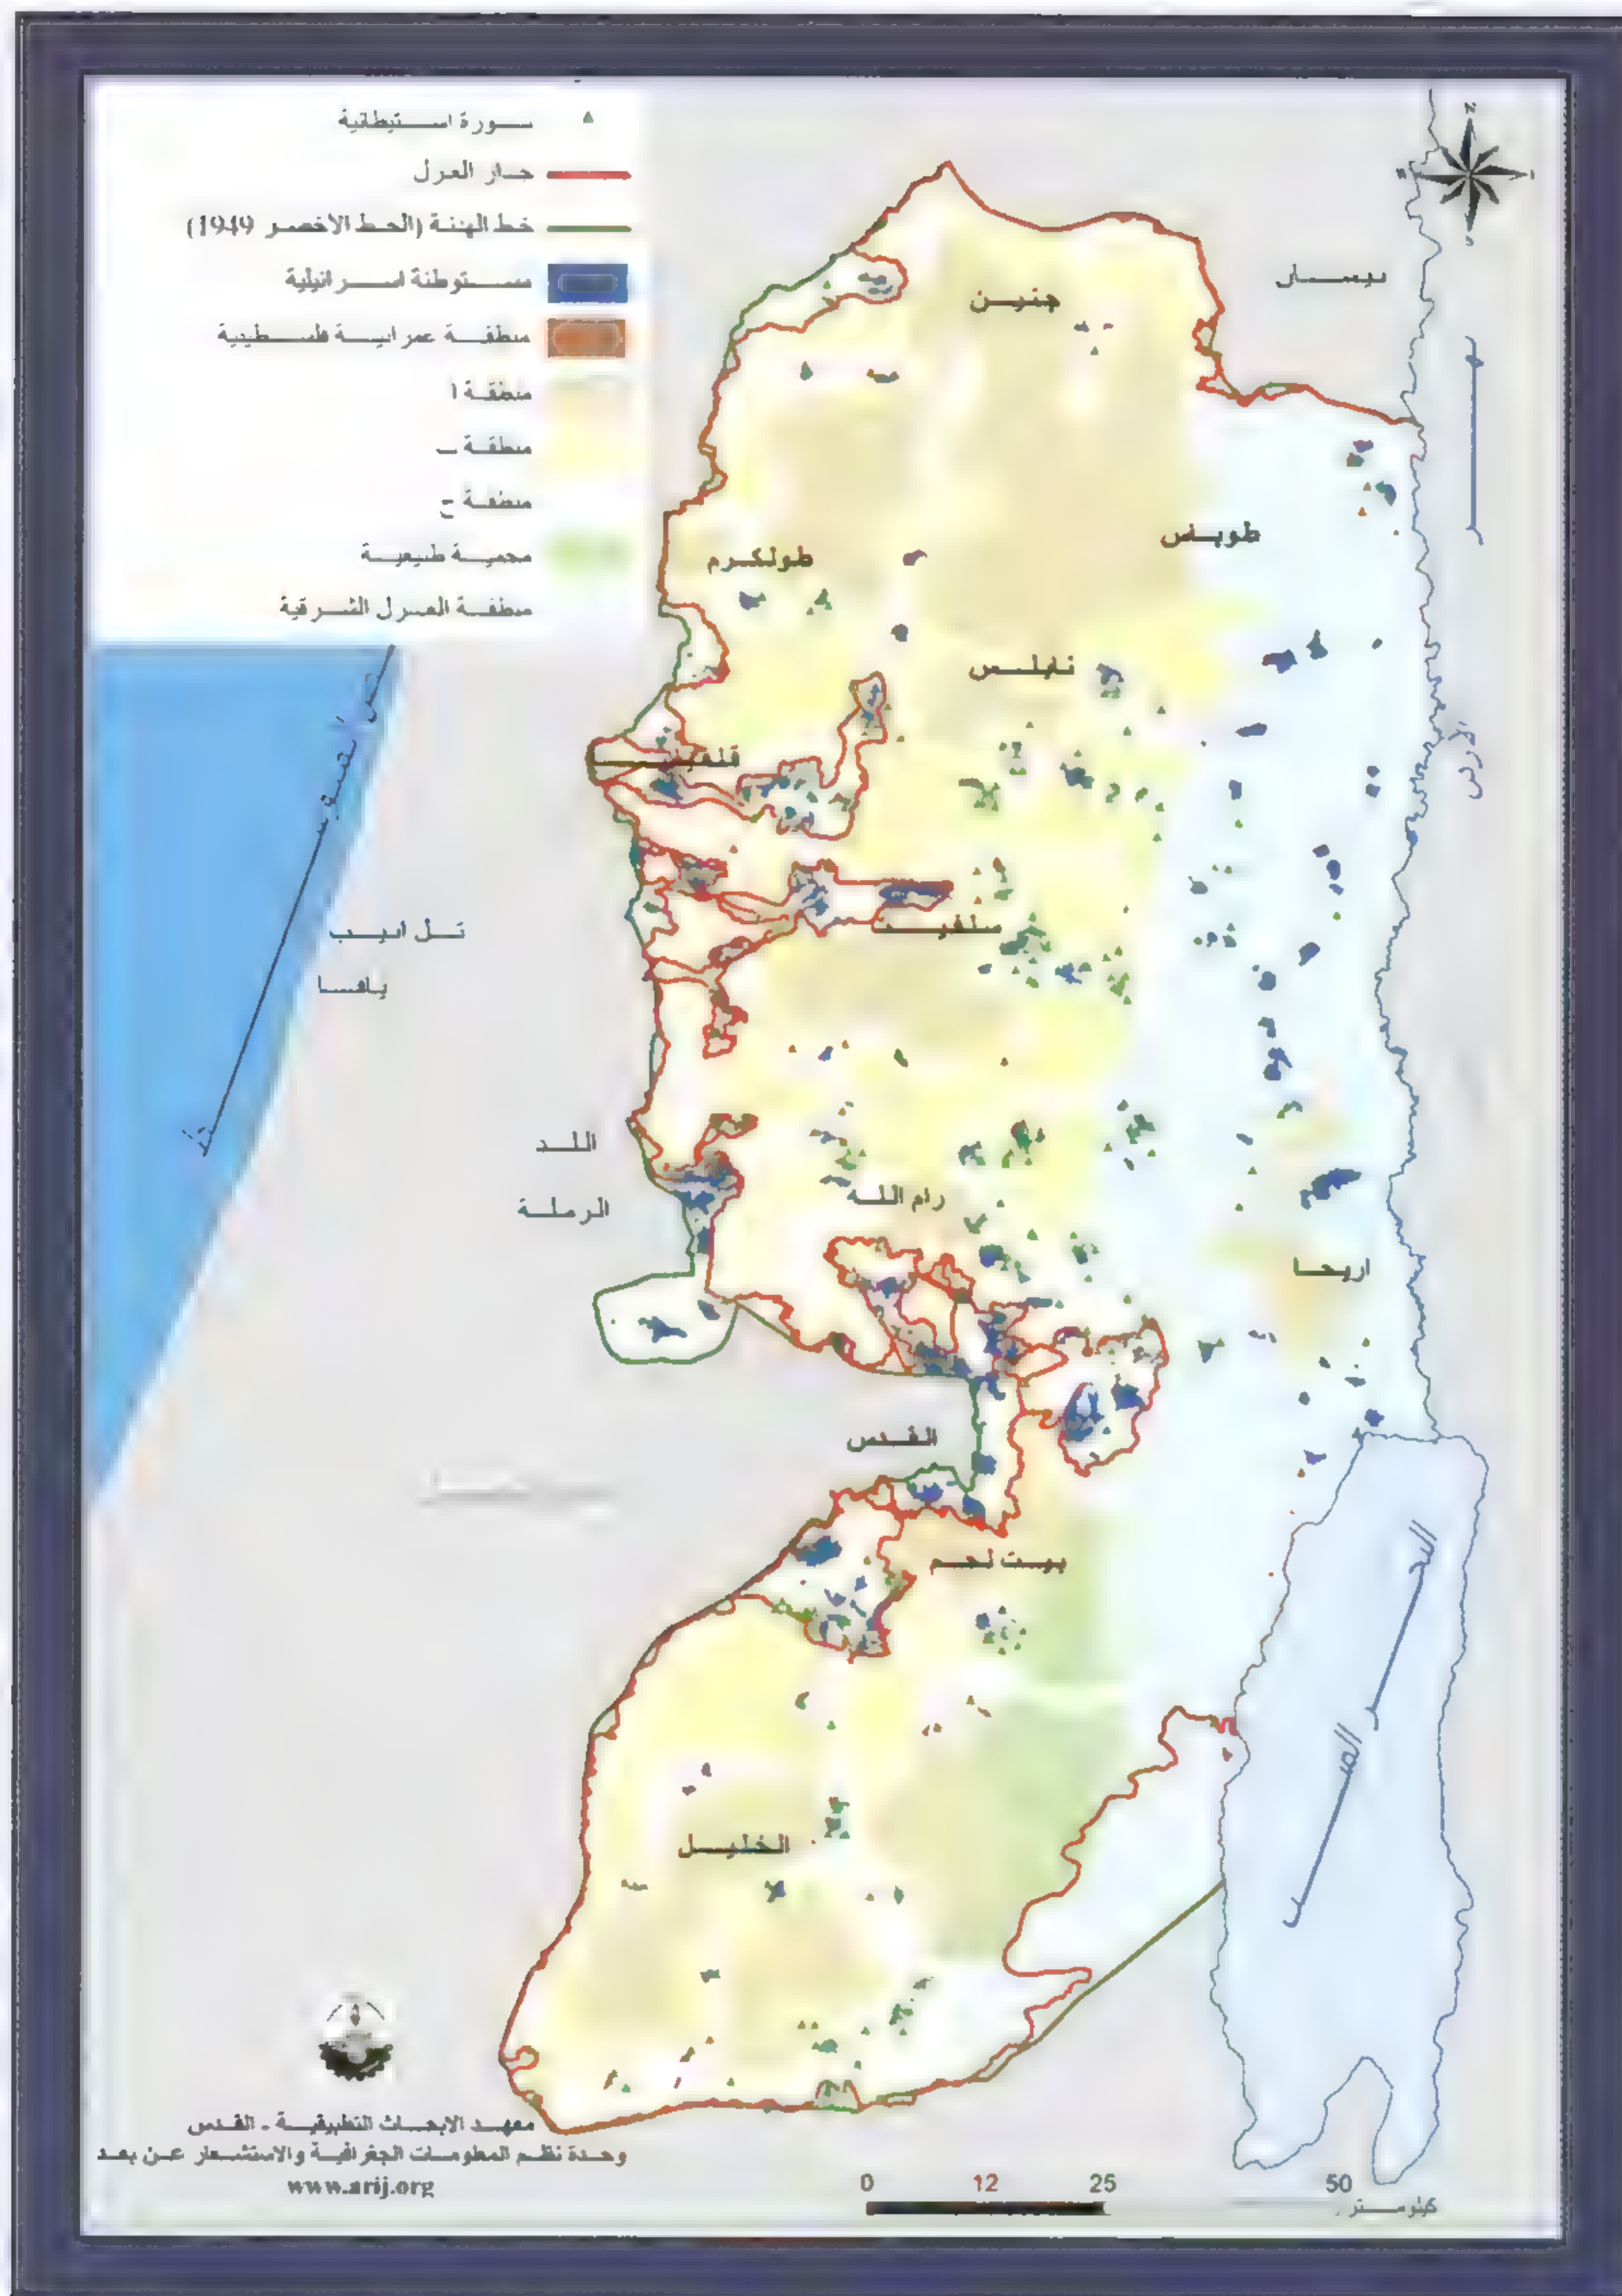 بؤرة استيطانية
جدار العزل
خط الهدنة (الخط الاخضر 1949)
مستوطنة اسرائيلية
منطقة عمرانية فلسطينية
منطقة ا
منطقة ب
منطقة ج
محمية طبيعية
منطقة العزل الشرقية
جنين
بيسان
نهر
طوباس
طولكرم
نابلس
الأردن
قلقيلية
سلفيت
تل ابيب
يافا
اللد
الرملة
رام الله
اريحا
القدس
بيت لحم
البحر
الميت
الخليل
معهد الابحاث التطبيقية - القدس
وحدة نظم المعلومات الجغرافية والاستشعار عن بعد
www.arij.org
0 12 25 50
كيلومتر